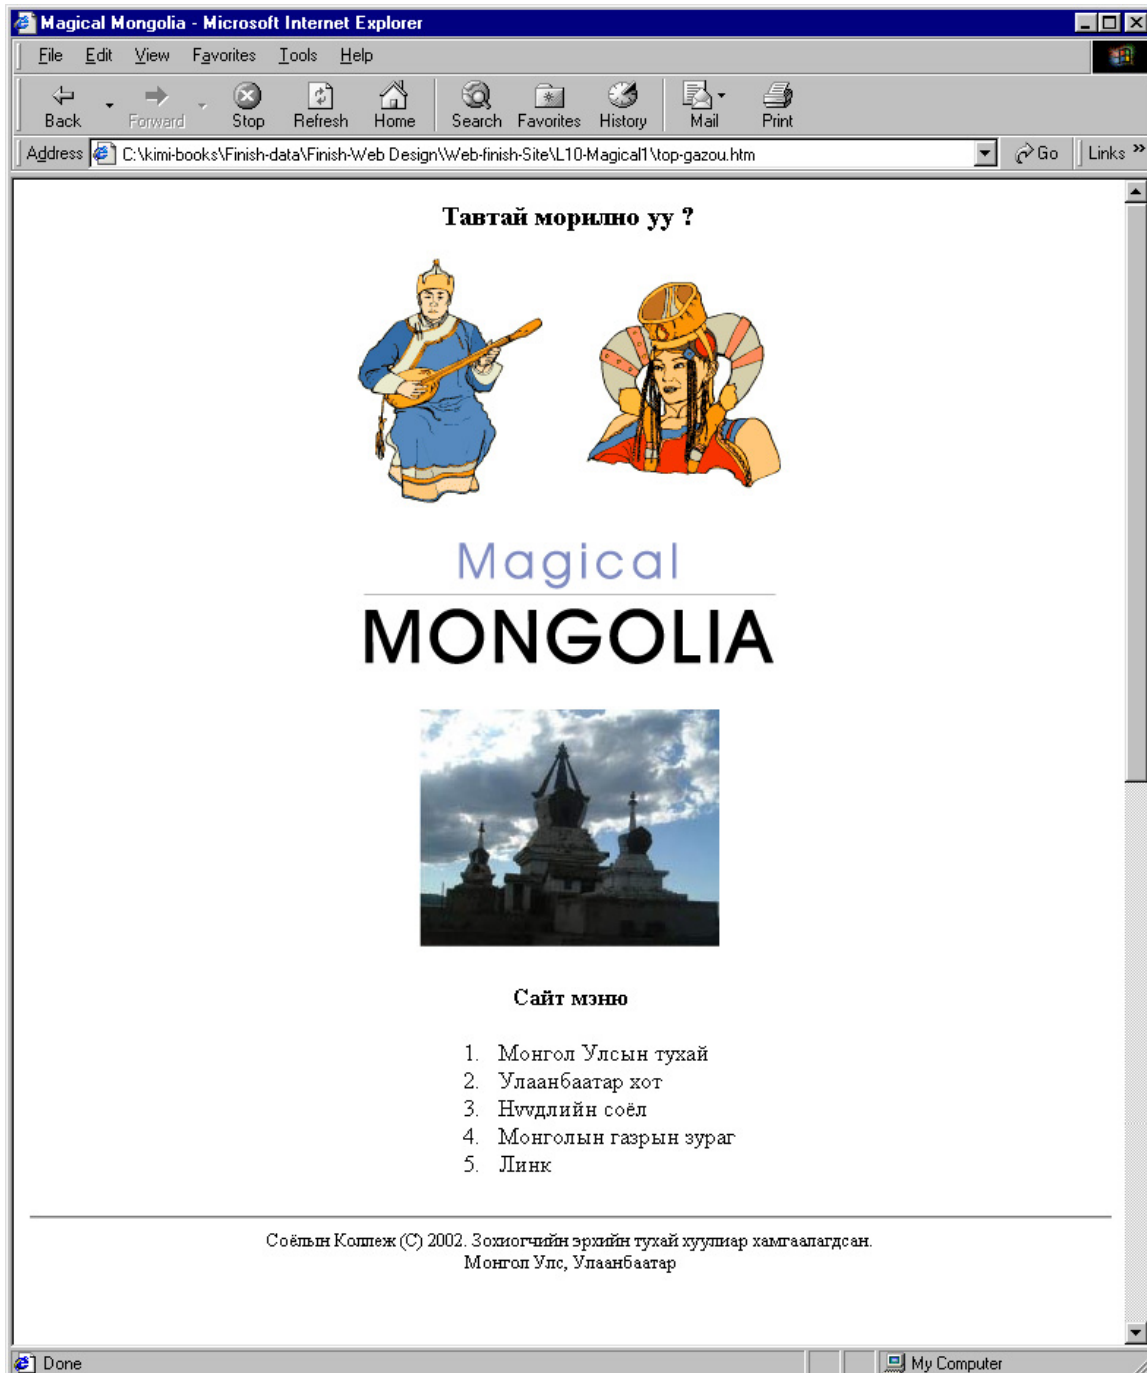 Magical Mongolia - Microsoft Internet Explorer
File Edit View Favorites Tools Help
Back Forward Stop Refresh Home Search Favorites History Mail Print
Address C:\kimi-books\Finish-data\Finish-Web Design\Web-finish-Site\L10-Magical1\top-gazou.htm Go Links »
Тавтай морилно уу ?
Magical
MONGOLIA
Сайт мэню
1. Монгол Улсын тухай
2. Улаанбаатар хот
3. Нvvдлийн соёл
4. Монголын газрын зураг
5. Линк
Соёлын Коллеж (C) 2002. Зохиогчийн эрхийн тухай хуулиар хамгаалагдсан.
Монгол Улс, Улаанбаатар
Done My Computer